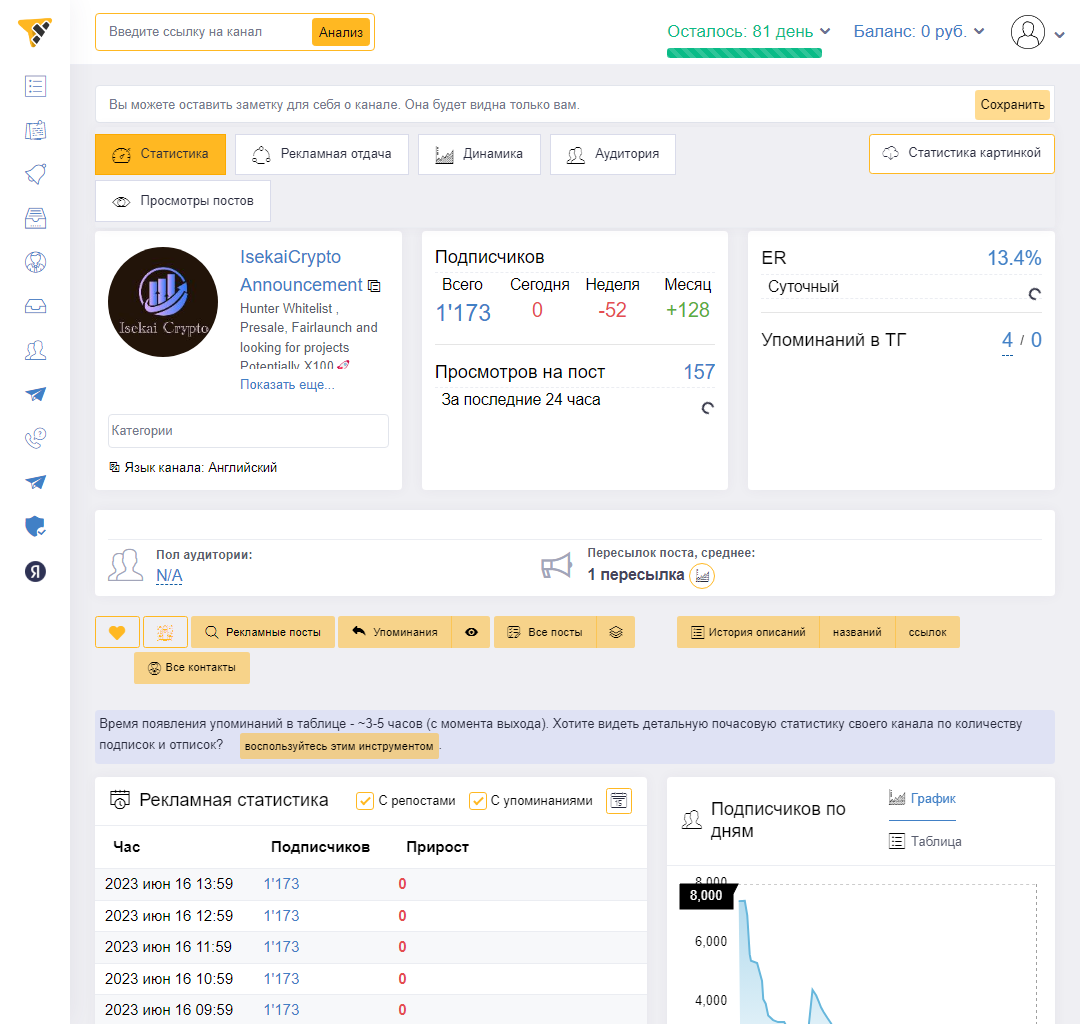 Введите ссылку на канал
Анализ
Осталось: 81 день
Баланс: 0 руб.
Вы можете оставить заметку для себя о канале. Она будет видна только вам.
Сохранить
Статистика
Рекламная отдача
Динамика
Аудитория
Статистика картинкой
Просмотры постов
Isekai Crypto
IsekaiCrypto
Announcement
Hunter Whitelist ,
Presale, Fairlaunch and
looking for projects
Potentially X100 🚀
Показать еще...
Категории
Язык канала: Английский
Подписчиков
Всего Сегодня Неделя Месяц
1'173 0 -52 +128
Просмотров на пост 157
За последние 24 часа
ER 13.4%
Суточный
Упоминаний в ТГ 4 / 0
Пол аудитории:
N/A
Пересылок поста, среднее:
1 пересылка
Рекламные посты
Упоминания
Все посты
История описаний
названий
ссылок
Все контакты
Время появления упоминаний в таблице - ~3-5 часов (с момента выхода). Хотите видеть детальную почасовую статистику своего канала по количеству
подписок и отписок? воспользуйтесь этим инструментом.
Рекламная статистика
С репостами
С упоминаниями
15
Час Подписчиков Прирост
2023 июн 16 13:59 1'173 0
2023 июн 16 12:59 1'173 0
2023 июн 16 11:59 1'173 0
2023 июн 16 10:59 1'173 0
2023 июн 16 09:59 1'173 0
Подписчиков по
дням
График
Таблица
8,000
8,000
6,000
4,000
Я